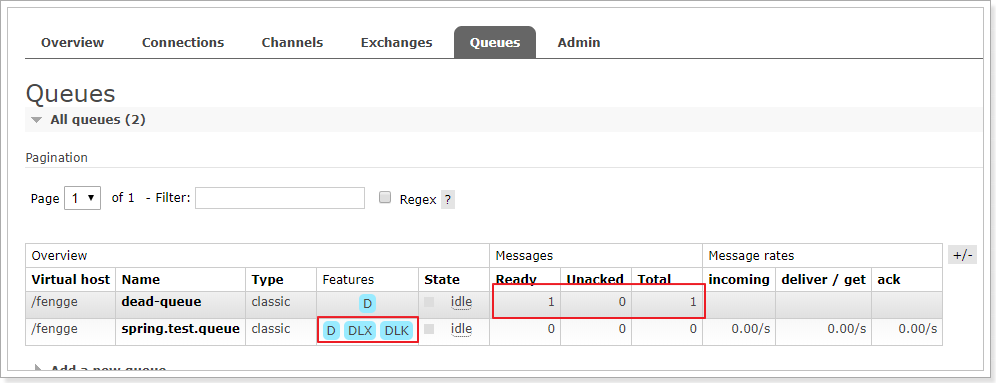 Overview Connections Channels Exchanges Queues Admin
Queues
All queues (2)
Pagination
Page 1 of 1 - Filter: Regex ?
Overview Messages Message rates +/-
Virtual host Name Type Features State Ready Unacked Total incoming deliver / get ack
/fengge dead-queue classic D idle 1 0 1
/fengge spring.test.queue classic D DLX DLK idle 0 0 0 0.00/s 0.00/s 0.00/s
Add a new queue